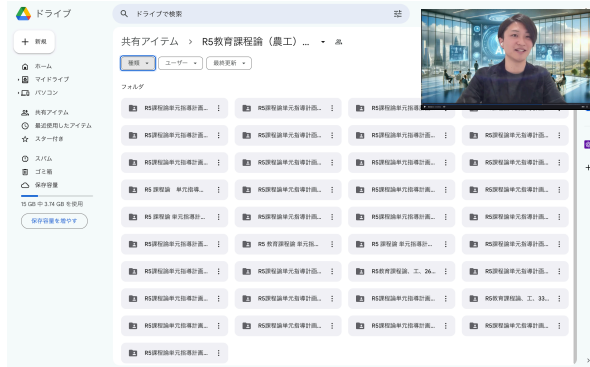 ドライブ
ドライブで検索
新規
ホーム
マイドライブ
パソコン
共有アイテム
最近使用したアイテム
スター付き
スパム
ゴミ箱
保存容量
15 GB 中 3.74 GB を使用
保存容量を増やす
共有アイテム > R5教育課程論（農工）...
種類 ユーザー 最終更新
フォルダ
R5課程論単元指導計画... R5課程論単元指導計画... R5課程論単元指導計画...
R5課程論単元指導計画... R5課程論単元指導計画... R5課程論単元指導計画... R5課程論単元指導計画...
R5課程論単元指導計画... R5課程論単元指導計画... R5課程論単元指導計画... R5課程論単元指導計画...
R5 課程論 単元指導... R5課程論単元指導計画... R5課程論単元指導計画... R5課程論単元指導計画...
R5 課程論 単元指導計... R5課程論単元指導計画... R5課程論単元指導計画... R5課程論単元指導計画...
R5課程論単元指導計画... R5 教育課程論 単元指... R5 課程論 単元指導計... R5課程論単元指導計画...
R5課程論単元指導計画... R5課程論単元指導計画... R5教育課程論、工、26... R5課程論単元指導計画...
R5課程論単元指導計画... R5課程論単元指導計画... R5課程論単元指導計画... R5教育課程論、工、33...
R5課程論単元指導計画... R5課程論単元指導計画... R5課程論単元指導計画... R5課程論単元指導計画...
R5課程論単元指導計画...